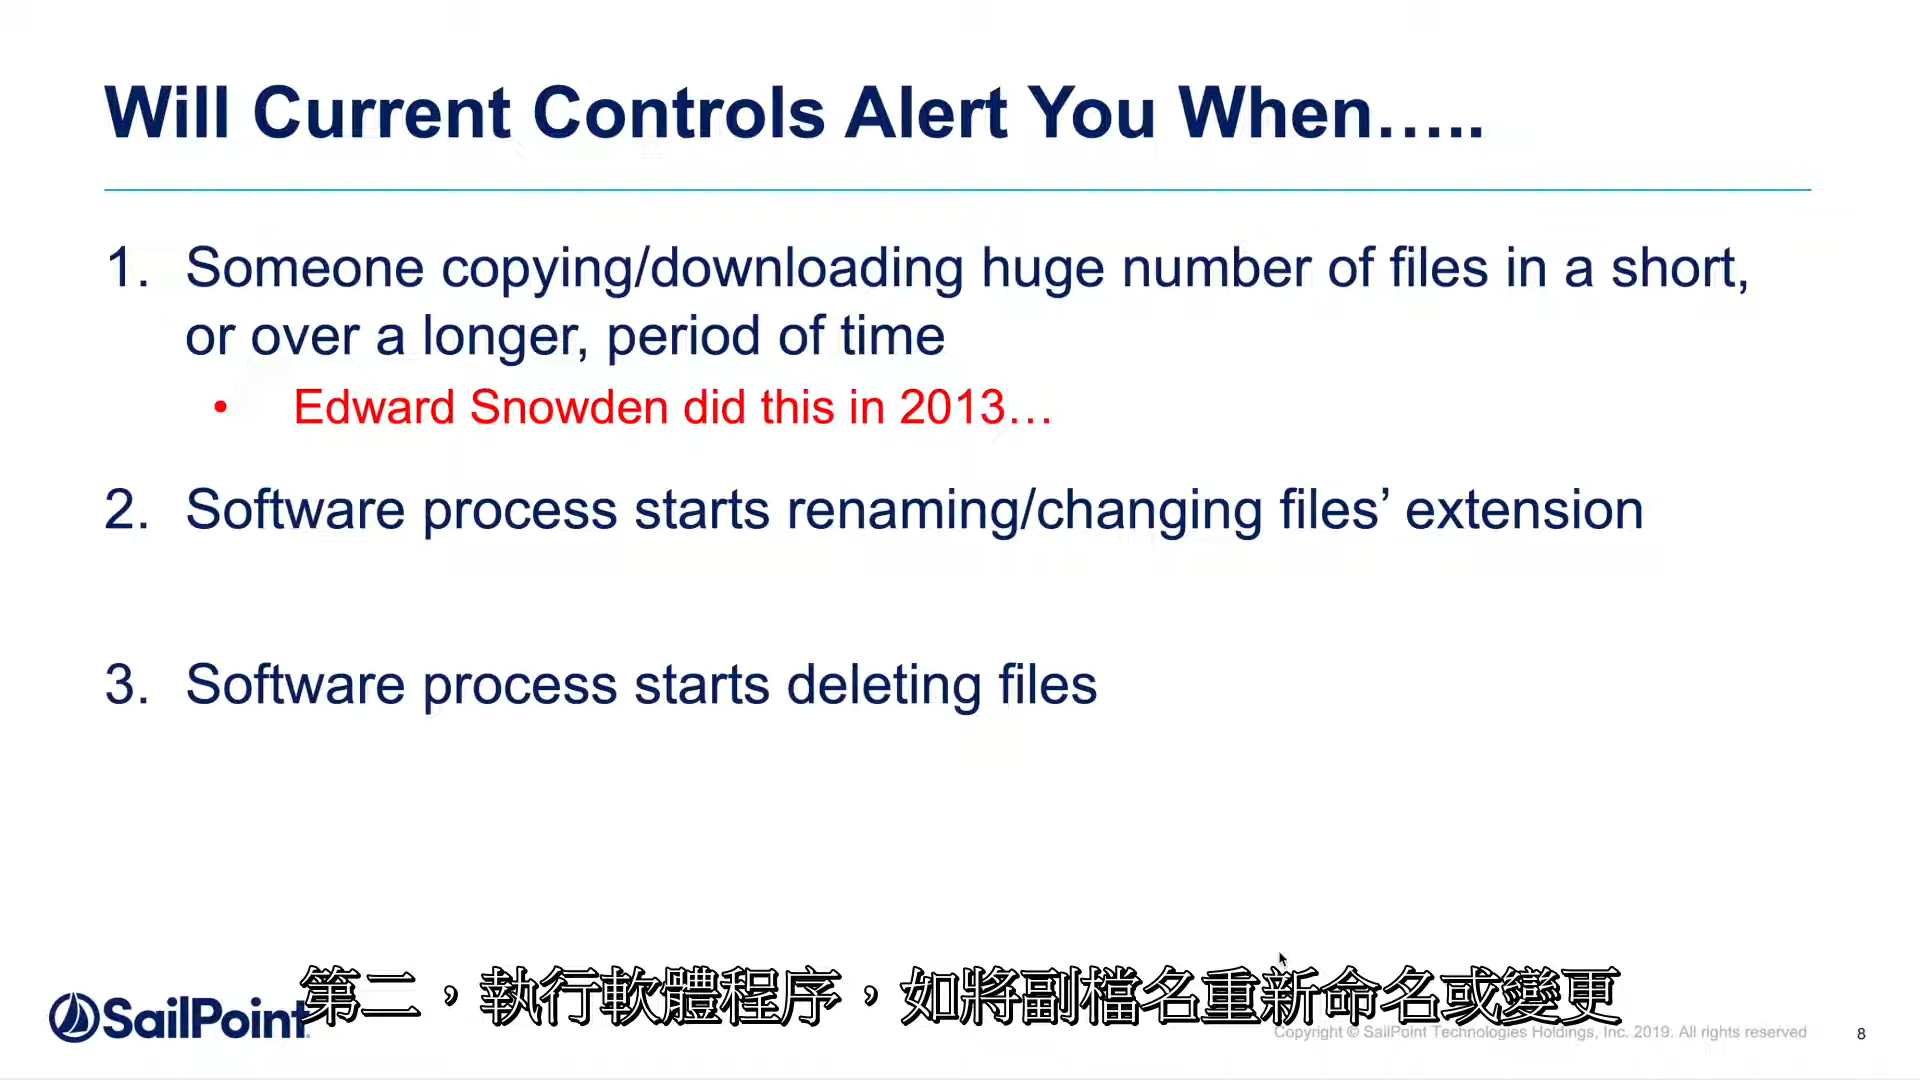 Will Current Controls Alert You When…..
1. Someone copying/downloading huge number of files in a short,
or over a longer, period of time
• Edward Snowden did this in 2013…
2. Software process starts renaming/changing files’ extension
3. Software process starts deleting files
第二，執行軟體程序，如將副檔名重新命名或變更
SailPoint
Copyright © SailPoint Technologies Holdings, Inc. 2019. All rights reserved
8